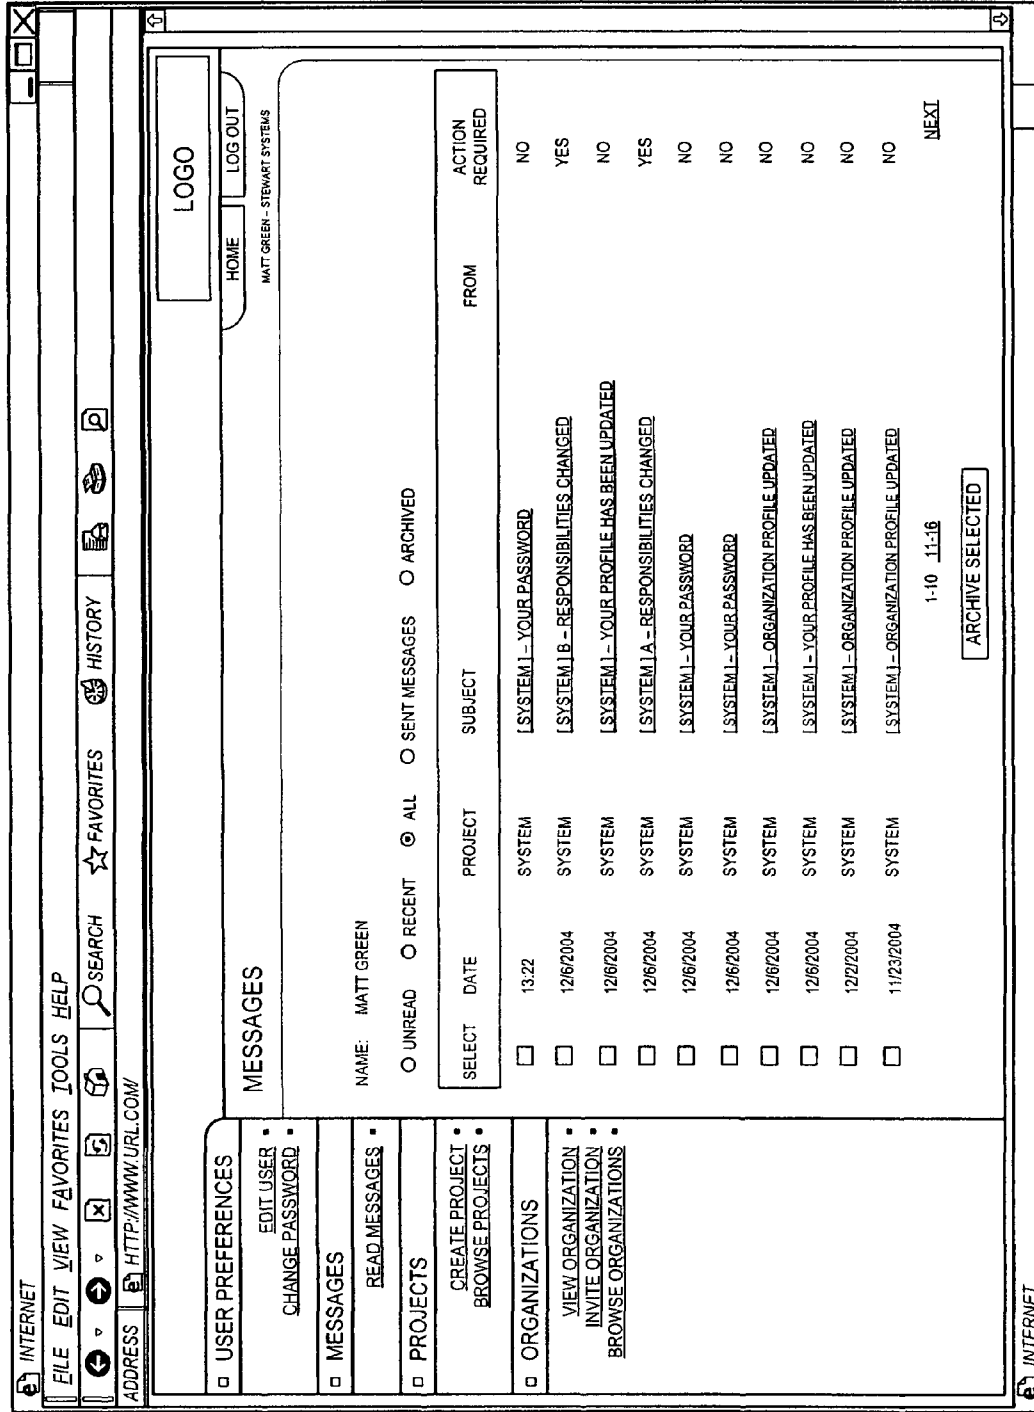 INTERNET
FILE EDIT VIEW FAVORITES TOOLS HELP
SEARCH FAVORITES HISTORY
ADDRESS HTTP://WWW.URL.COM/
LOGO
HOME LOG OUT
MATT GREEN – STEWART SYSTEMS
USER PREFERENCES
EDIT USER
CHANGE PASSWORD
MESSAGES
READ MESSAGES
PROJECTS
CREATE PROJECT
BROWSE PROJECTS
ORGANIZATIONS
VIEW ORGANIZATION
INVITE ORGANIZATION
BROWSE ORGANIZATIONS
MESSAGES
NAME: MATT GREEN
UNREAD RECENT ALL SENT MESSAGES ARCHIVED
SELECT DATE PROJECT SUBJECT FROM ACTION REQUIRED
13:22 SYSTEM [SYSTEM] – YOUR PASSWORD NO
12/6/2004 SYSTEM [SYSTEM] B – RESPONSIBILITIES CHANGED YES
12/6/2004 SYSTEM [SYSTEM] – YOUR PROFILE HAS BEEN UPDATED NO
12/6/2004 SYSTEM [SYSTEM] A – RESPONSIBILITIES CHANGED YES
12/6/2004 SYSTEM [SYSTEM] – YOUR PASSWORD NO
12/6/2004 SYSTEM [SYSTEM] – YOUR PASSWORD NO
12/6/2004 SYSTEM [SYSTEM] – ORGANIZATION PROFILE UPDATED NO
12/6/2004 SYSTEM [SYSTEM] – YOUR PROFILE HAS BEEN UPDATED NO
12/2/2004 SYSTEM [SYSTEM] – ORGANIZATION PROFILE UPDATED NO
11/23/2004 SYSTEM [SYSTEM] – ORGANIZATION PROFILE UPDATED NO
1-10 11-16 NEXT
ARCHIVE SELECTED
INTERNET